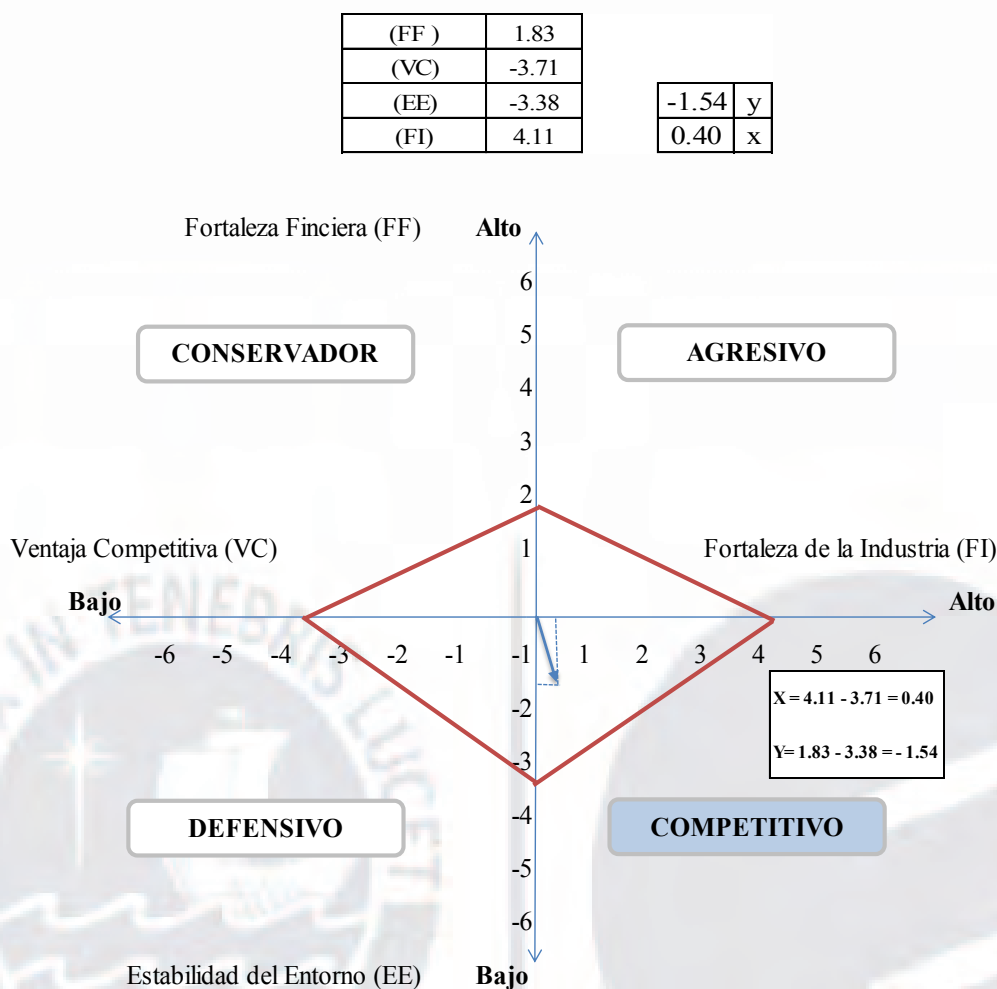 (FF ) 1.83
(VC) -3.71
(EE) -3.38 -1.54 y
(FI) 4.11 0.40 x
Fortaleza Finciera (FF) Alto
6
5
CONSERVADOR AGRESIVO
4
3
2
Ventaja Competitiva (VC) 1 Fortaleza de la Industria (FI)
Bajo Alto
-6 -5 -4 -3 -2 -1 -1 1 2 3 4 5 6
X = 4.11 - 3.71 = 0.40
-2
Y= 1.83 - 3.38 = - 1.54
-3
-4
DEFENSIVO COMPETITIVO
-5
-6
Estabilidad del Entorno (EE) Bajo
IN TENEBRIS LUCET